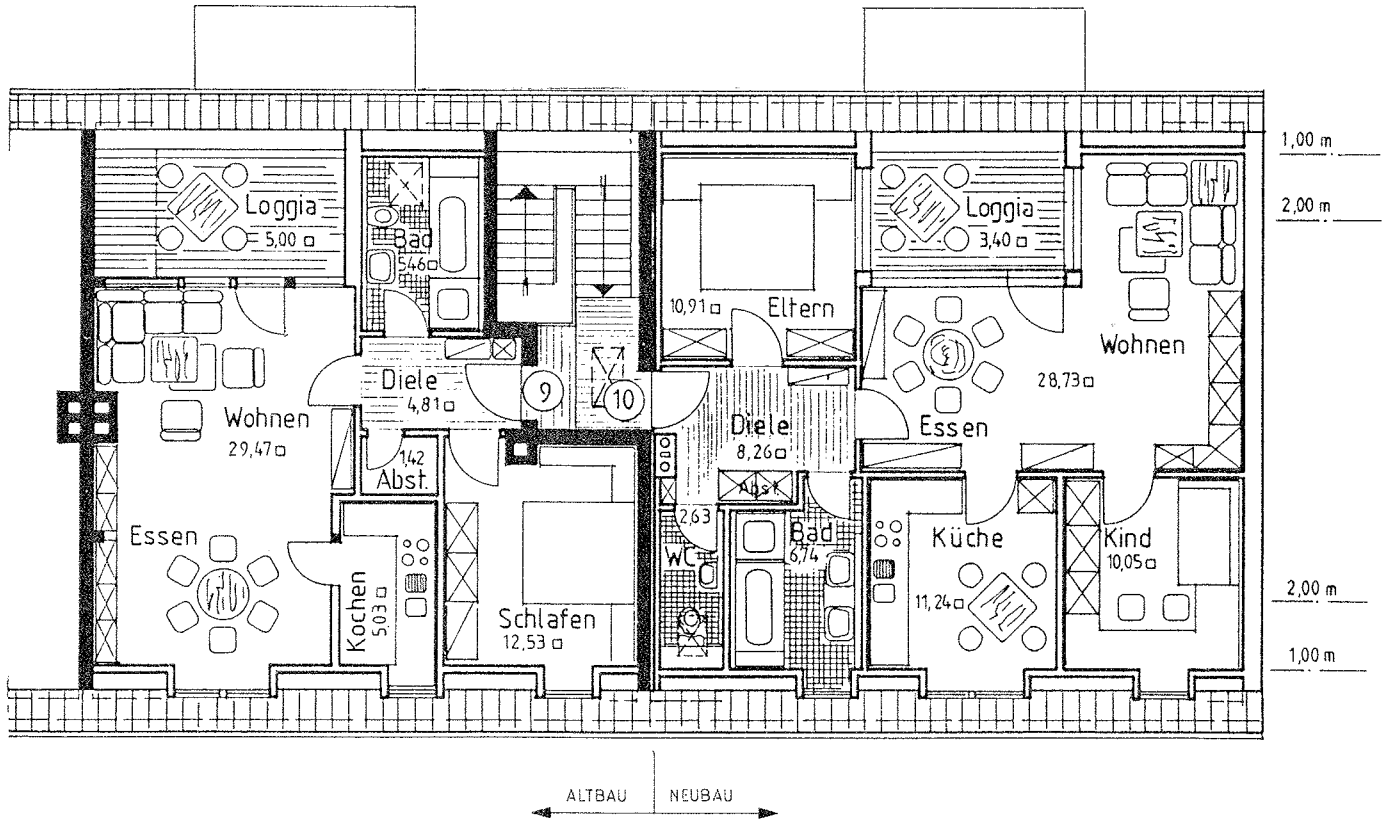 1,00 m
2,00 m
Loggia
5,00 □
Bad
5,46 □
Loggia
3,40 □
10,91 □
Eltern
Wohnen
28,73 □
Diele
4,81 □
9
10
Wohnen
29,47 □
Diele
8,26 □
Essen
1,42
Abst.
Abst.
Essen
2,63
WC
Bad
6,74
Küche
11,24 □
Kind
10,05 □
Kochen
5,03 □
Schlafen
12,53 □
2,00 m
1,00 m
ALTBAU
NEUBAU